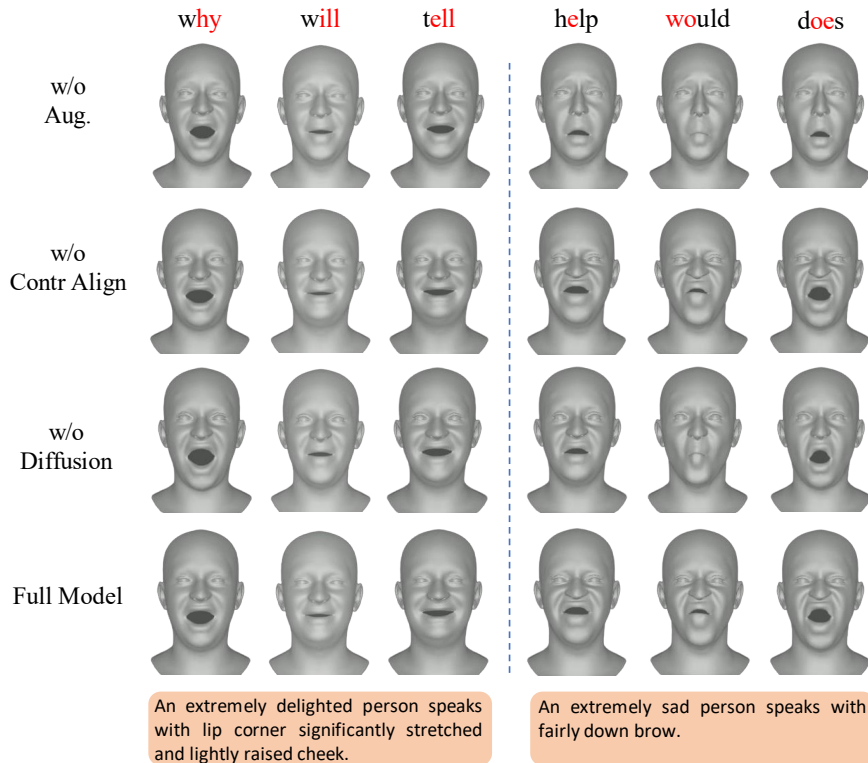 why will tell help would does
w/o
Aug.
w/o
Contr Align
w/o
Diffusion
Full Model
An extremely delighted person speaks
with lip corner significantly stretched
and lightly raised cheek.
An extremely sad person speaks with
fairly down brow.